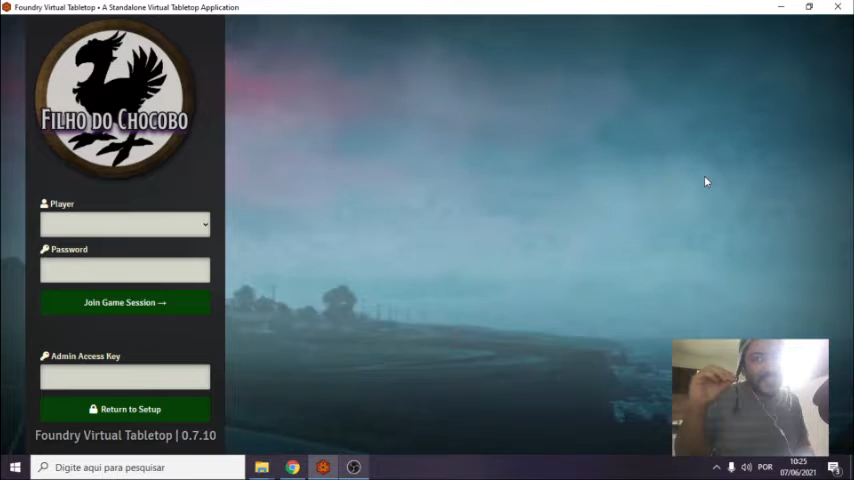 Foundry Virtual Tabletop • A Standalone Virtual Tabletop Application
FILHO DO CHOCOBO
Player
Password
Join Game Session →
Admin Access Key
Return to Setup
Foundry Virtual Tabletop | 0.7.10
Digite aqui para pesquisar
POR
10:25
07/06/2021
3